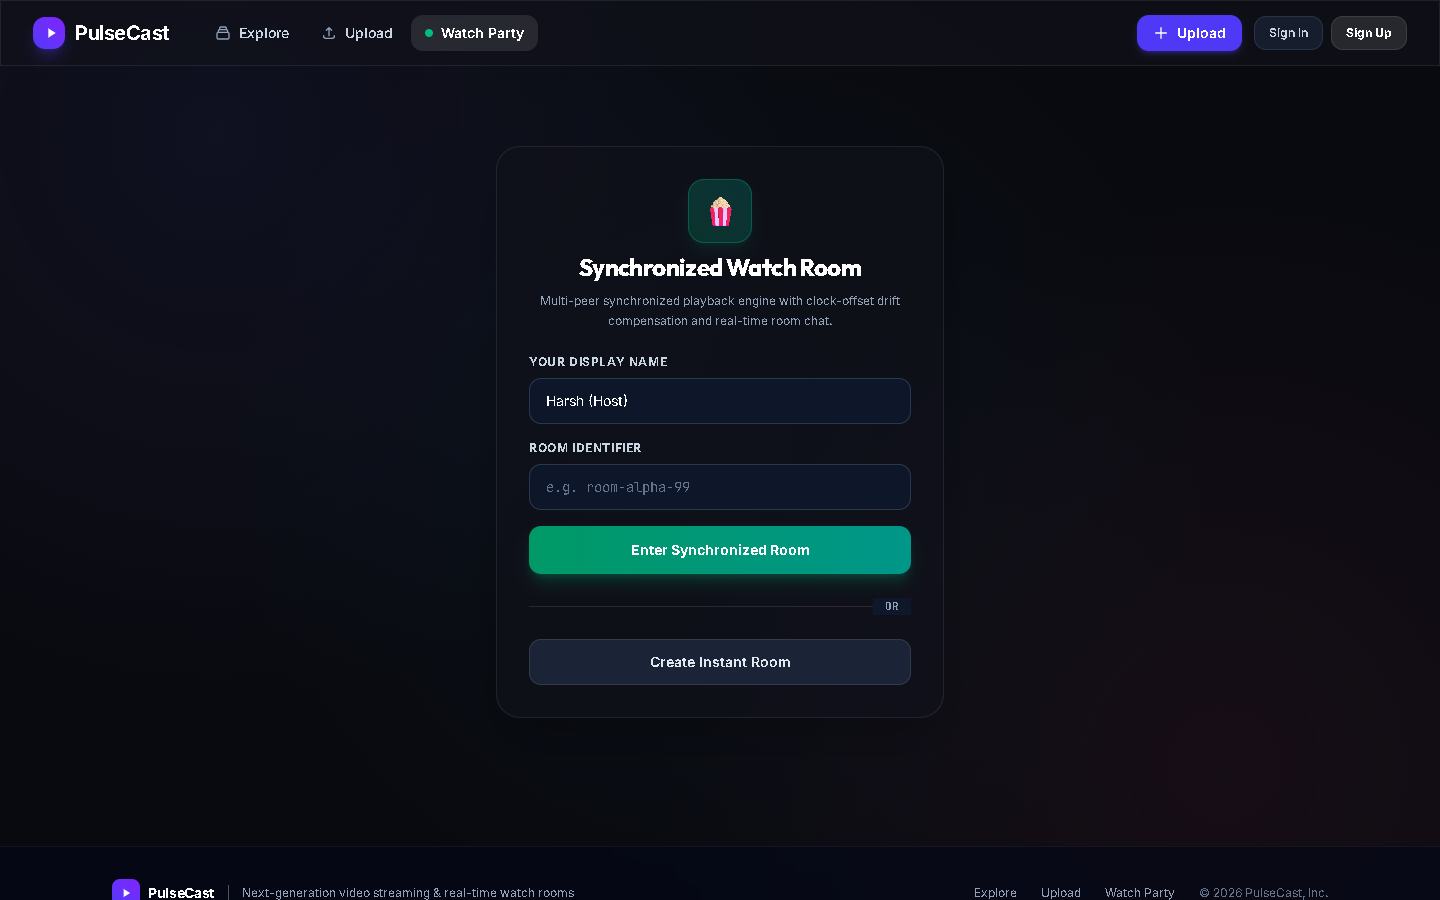 PulseCast
Explore
Upload
Watch Party
Upload
Sign In
Sign Up
Synchronized Watch Room
Multi-peer synchronized playback engine with clock-offset drift
compensation and real-time room chat.
YOUR DISPLAY NAME
Harsh (Host)
ROOM IDENTIFIER
e.g. room-alpha-99
Enter Synchronized Room
OR
Create Instant Room
PulseCast
Next-generation video streaming & real-time watch rooms
Explore
Upload
Watch Party
© 2026 PulseCast, Inc.